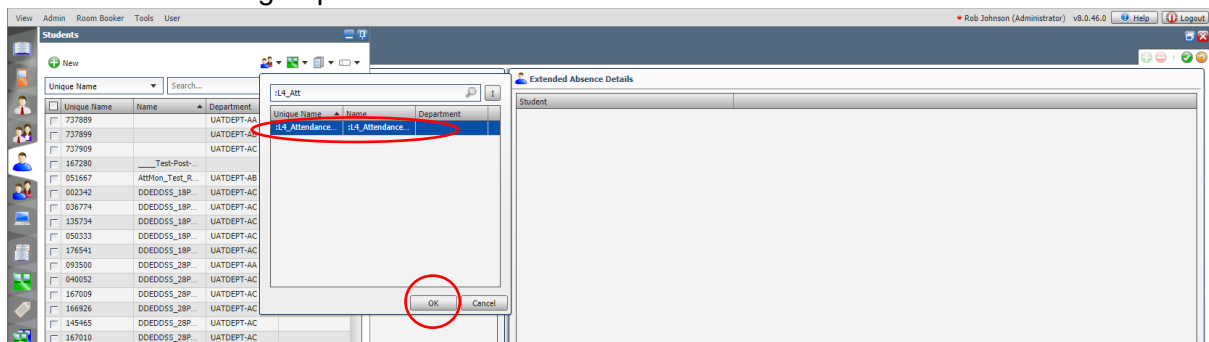 View Admin Room Booker Tools User Rob Johnson (Administrator) v8.0.46.0 Help Logout
Students
New
Unique Name Search...
Unique Name Name Department
737889 UATDEPT-AA
737899 UATDEPT-AB
737909 UATDEPT-AC
167280 ____Test-Post-...
051667 AttMon_Test_R... UATDEPT-AB
002342 DDEDDSS_18P... UATDEPT-AC
036774 DDEDDSS_18P... UATDEPT-AC
135734 DDEDDSS_18P... UATDEPT-AC
050333 DDEDDSS_18P... UATDEPT-AC
176541 DDEDDSS_18P... UATDEPT-AC
093500 DDEDDSS_28P... UATDEPT-AA
040052 DDEDDSS_28P... UATDEPT-AC
167009 DDEDDSS_28P... UATDEPT-AC
166926 DDEDDSS_28P... UATDEPT-AC
145465 DDEDDSS_28P... UATDEPT-AC
167010 DDEDDSS_28P... UATDEPT-AC
:L4_Att
Unique Name Name Department
:L4_Attendance... :L4_Attendance...
OK Cancel
Extended Absence Details
Student